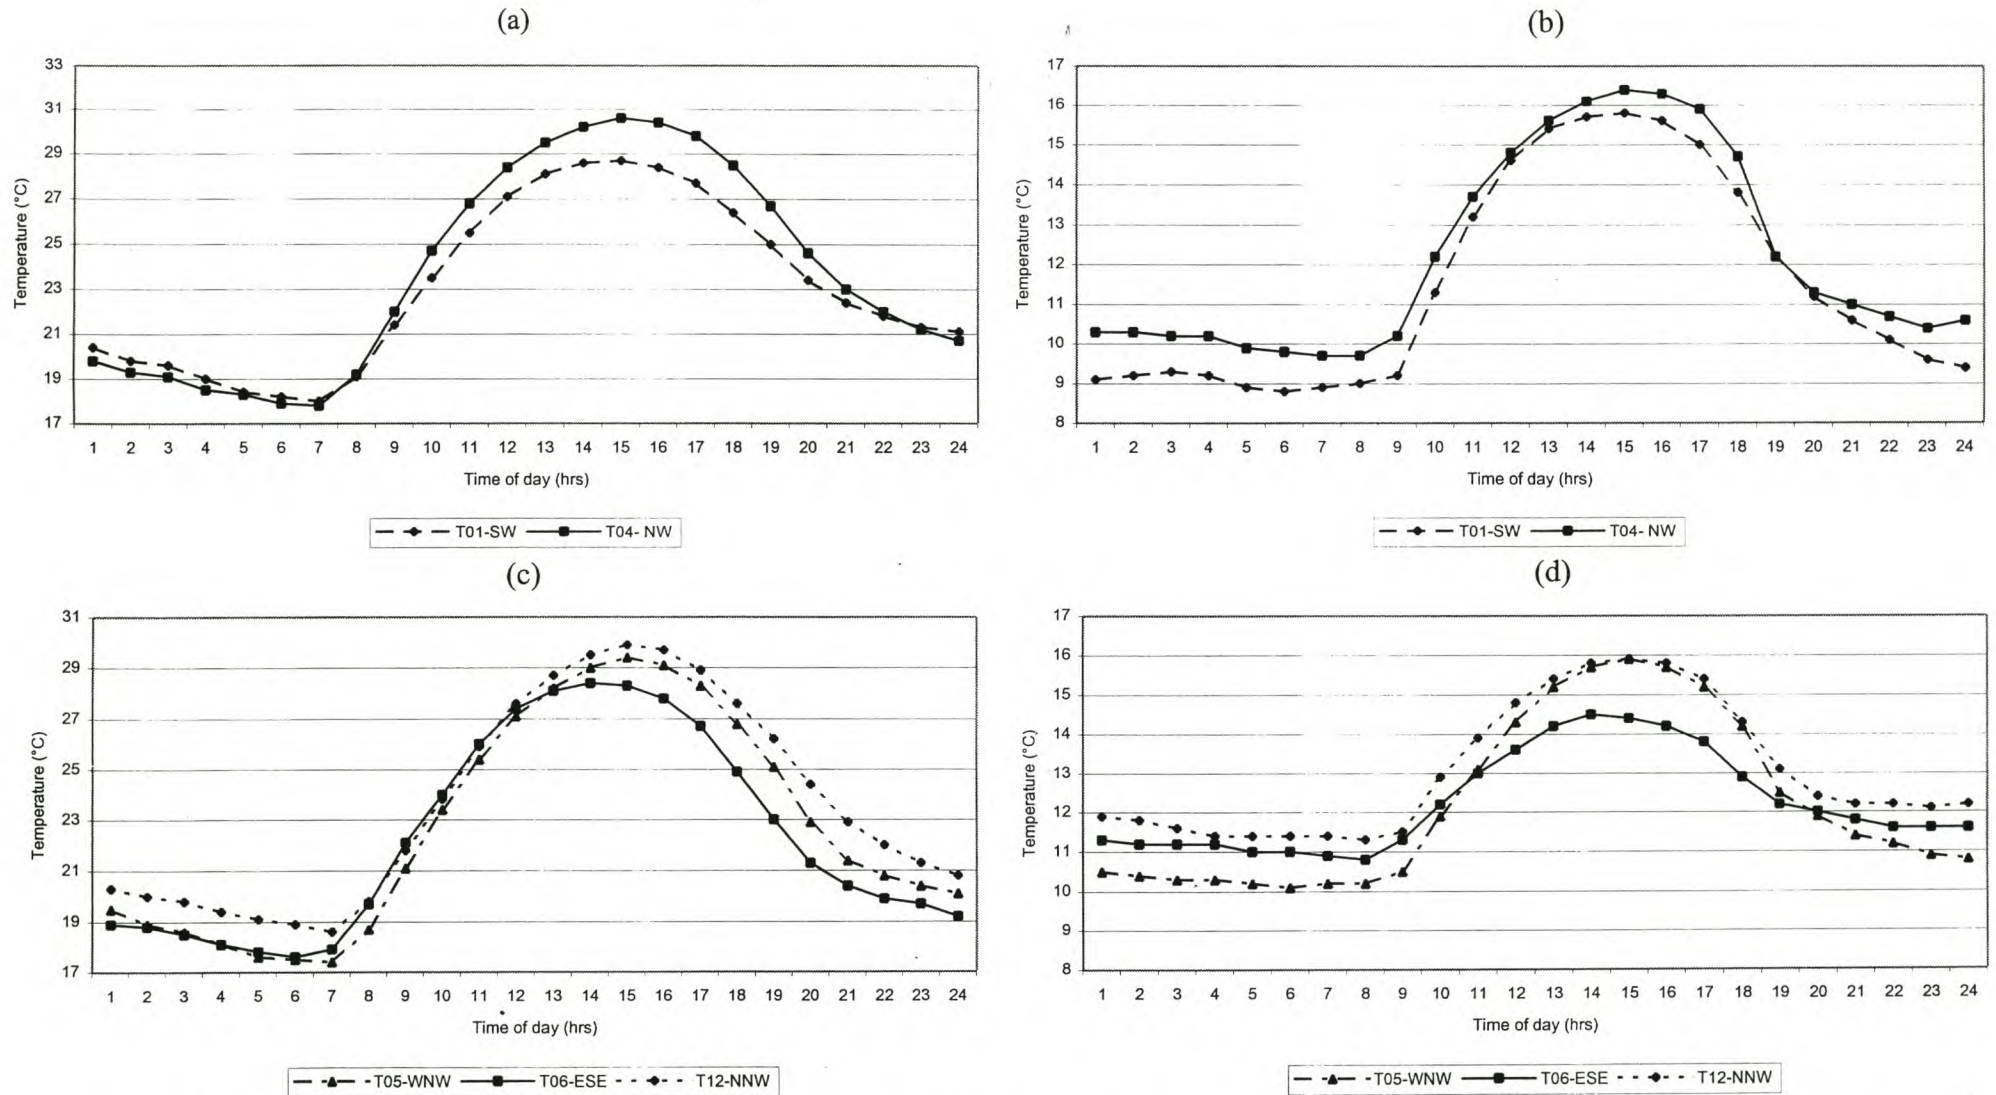 (a)
33
31
29
27
25
23
21
19
17
Temperature (°C)
1 2 3 4 5 6 7 8 9 10 11 12 13 14 15 16 17 18 19 20 21 22 23 24
Time of day (hrs)
T01-SW T04- NW
(b)
17
16
15
14
13
12
11
10
9
8
Temperature (°C)
1 2 3 4 5 6 7 8 9 10 11 12 13 14 15 16 17 18 19 20 21 22 23 24
Time of day (hrs)
T01-SW T04- NW
(c)
31
29
27
25
23
21
19
17
Temperature (°C)
1 2 3 4 5 6 7 8 9 10 11 12 13 14 15 16 17 18 19 20 21 22 23 24
Time of day (hrs)
T05-WNW T06-ESE T12-NNW
(d)
17
16
15
14
13
12
11
10
9
8
Temperature (°C)
1 2 3 4 5 6 7 8 9 10 11 12 13 14 15 16 17 18 19 20 21 22 23 24
Time of day (hrs)
T05-WNW T06-ESE T12-NNW